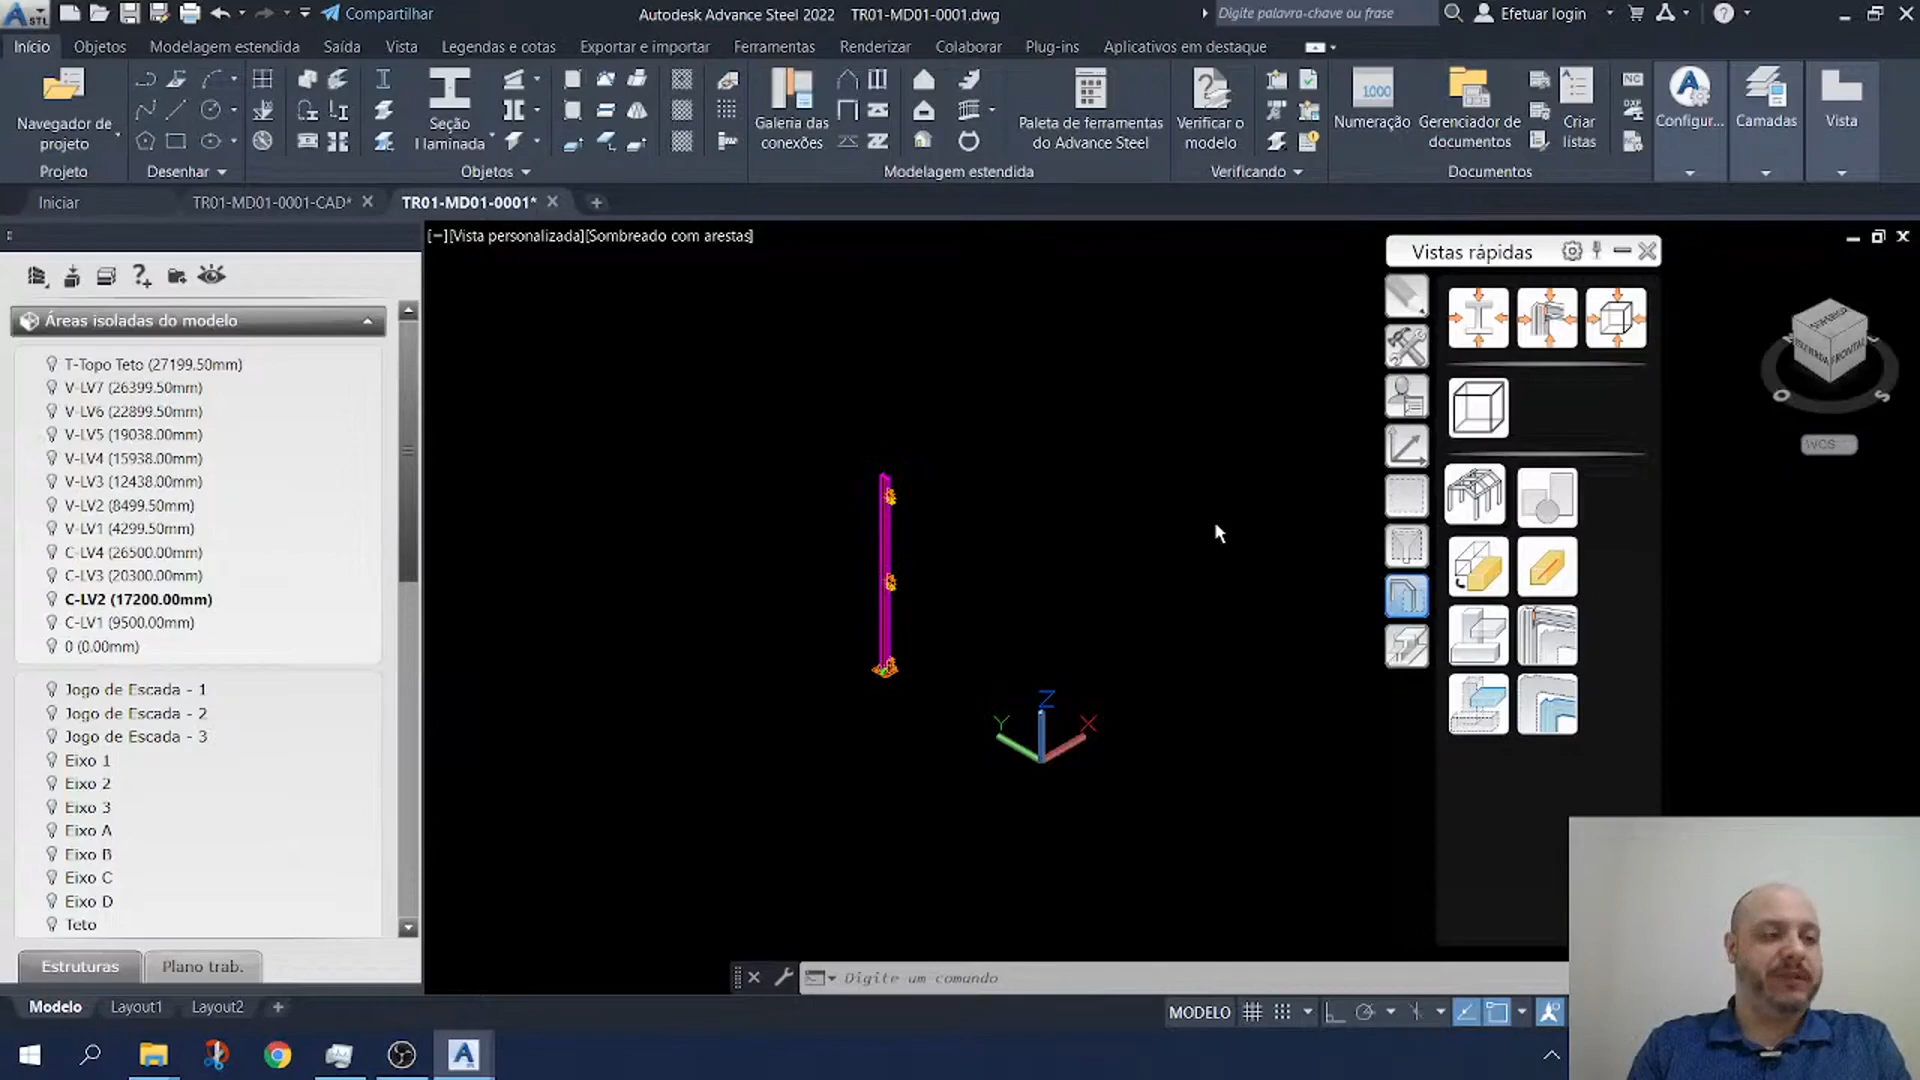 STL
Compartilhar
Autodesk Advance Steel 2022 TR01-MD01-0001.dwg
Digite palavra-chave ou frase
Efetuar login
Início
Objetos
Modelagem estendida
Saída
Vista
Legendas e cotas
Exportar e importar
Ferramentas
Renderizar
Colaborar
Plug-ins
Aplicativos em destaque
Navegador de projeto
Seção I laminada
Galeria das conexões
Paleta de ferramentas do Advance Steel
Verificar o modelo
1000
Numeração
Gerenciador de documentos
Criar listas
NC
DXF
Configur...
Camadas
Vista
Projeto
Desenhar
Objetos
Modelagem estendida
Verificando
Documentos
Iniciar
TR01-MD01-0001-CAD*
TR01-MD01-0001*
[−][Vista personalizada][Sombreado com arestas]
Vistas rápidas
Áreas isoladas do modelo
T-Topo Teto (27199.50mm)
V-LV7 (26399.50mm)
V-LV6 (22899.50mm)
V-LV5 (19038.00mm)
V-LV4 (15938.00mm)
V-LV3 (12438.00mm)
V-LV2 (8499.50mm)
V-LV1 (4299.50mm)
C-LV4 (26500.00mm)
C-LV3 (20300.00mm)
C-LV2 (17200.00mm)
C-LV1 (9500.00mm)
0 (0.00mm)
Jogo de Escada - 1
Jogo de Escada - 2
Jogo de Escada - 3
Eixo 1
Eixo 2
Eixo 3
Eixo A
Eixo B
Eixo C
Eixo D
Teto
SUPERIOR
ESQUERDA
FRONTAL
O
S
WCS
Z
Y
X
Estruturas
Plano trab.
Digite um comando
Modelo
Layout1
Layout2
MODELO